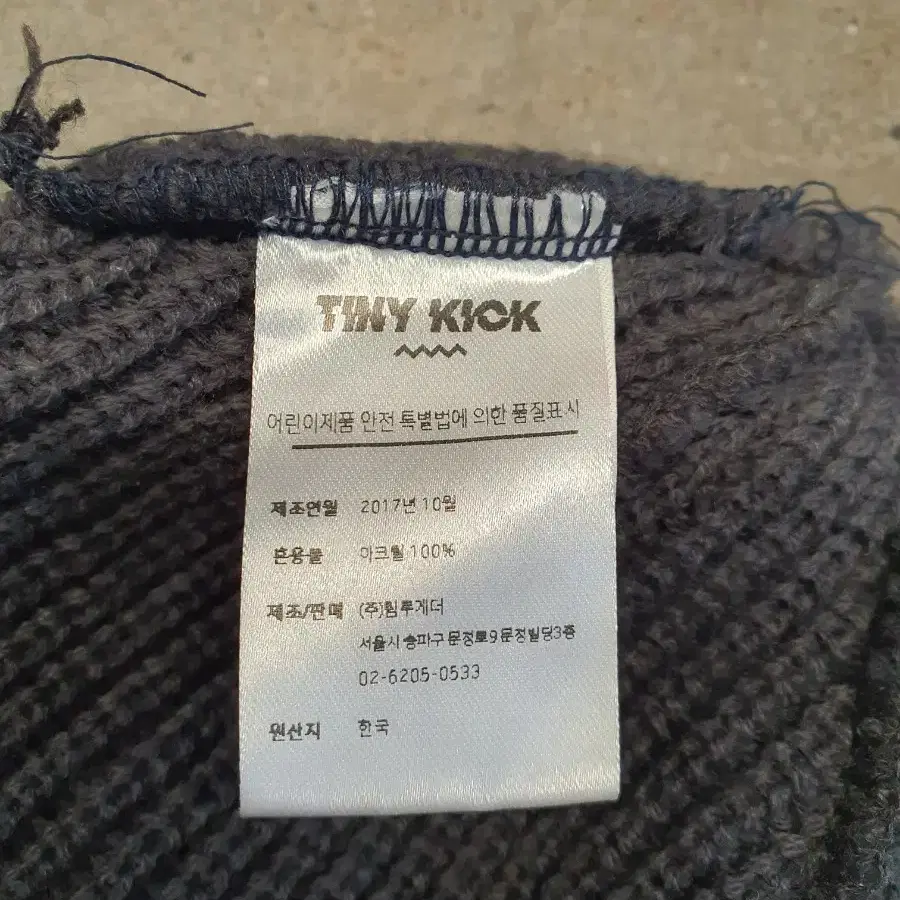 TINY KICK
어린이제품 안전 특별법에 의한 품질표시
제조연월 2017년 10월
혼용율 아크릴 100%
제조/판매 (주)힘루게더
서울시 송파구 문정로9 문정빌딩3층
02-6205-0533
원산지 한국